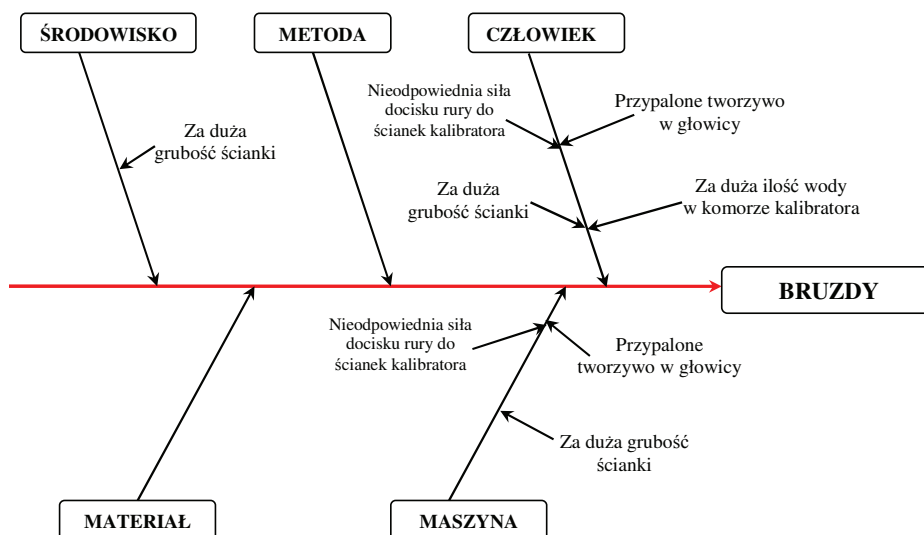 ŚRODOWISKO
METODA
CZŁOWIEK
Nieodpowiednia siła
docisku rury do
ścianek kalibratora
Przypalone tworzywo
w głowicy
Za duża
grubość ścianki
Za duża
grubość ścianki
Za duża ilość wody
w komorze kalibratora
BRUZDY
Nieodpowiednia siła
docisku rury do
ścianek kalibratora
Przypalone
tworzywo w głowicy
Za duża grubość
ścianki
MATERIAŁ
MASZYNA